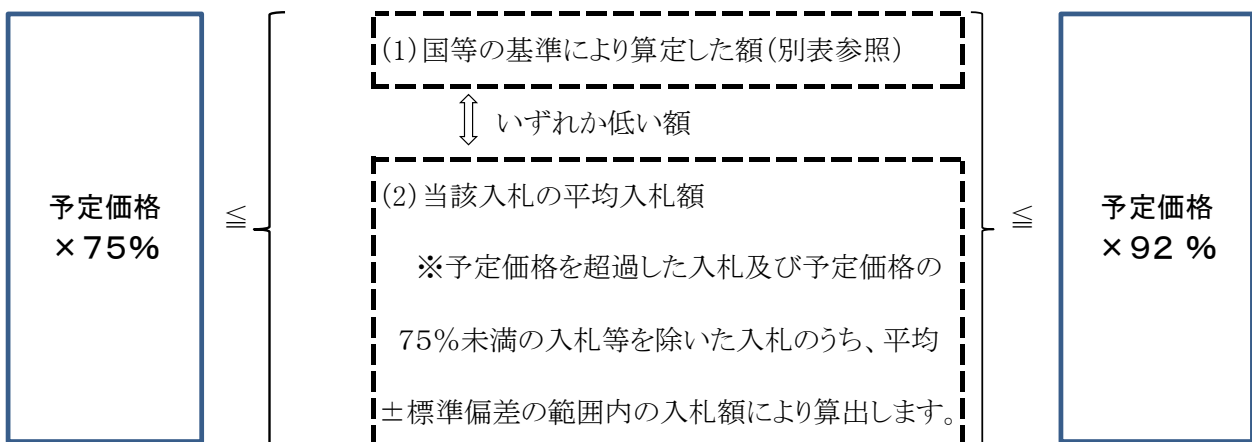 (1)国等の基準により算定した額(別表参照)
いずれか低い額
予定価格
×75%
≦
(2)当該入札の平均入札額
※予定価格を超過した入札及び予定価格の
75%未満の入札等を除いた入札のうち、平均
±標準偏差の範囲内の入札額により算出します。
≦
予定価格
×92 %